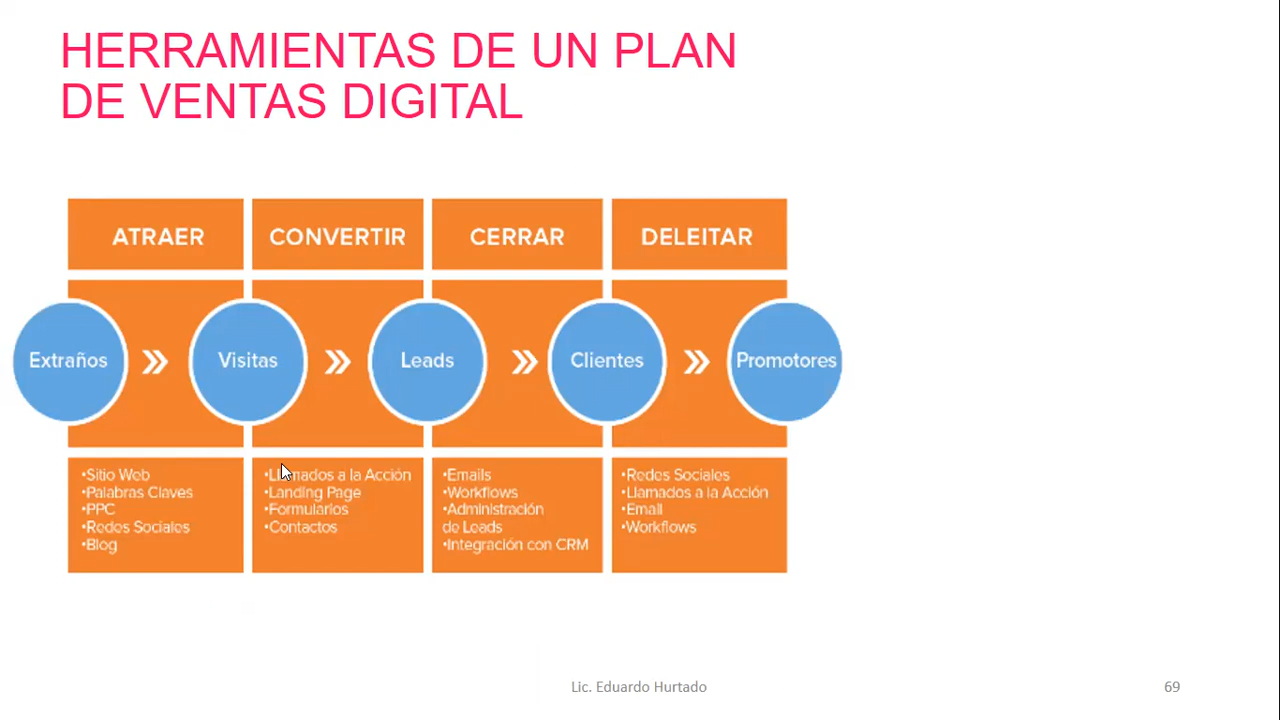 HERRAMIENTAS DE UN PLAN
DE VENTAS DIGITAL
ATRAER
CONVERTIR
CERRAR
DELEITAR
Extraños
Visitas
Leads
Clientes
Promotores
•Sitio Web
•Palabras Claves
•PPC
•Redes Sociales
•Blog
•Llamados a la Acción
•Landing Page
•Formularios
•Contactos
•Emails
•Workflows
•Administración
de Leads
•Integración con CRM
•Redes Sociales
•Llamados a la Acción
•Email
•Workflows
Lic. Eduardo Hurtado
69